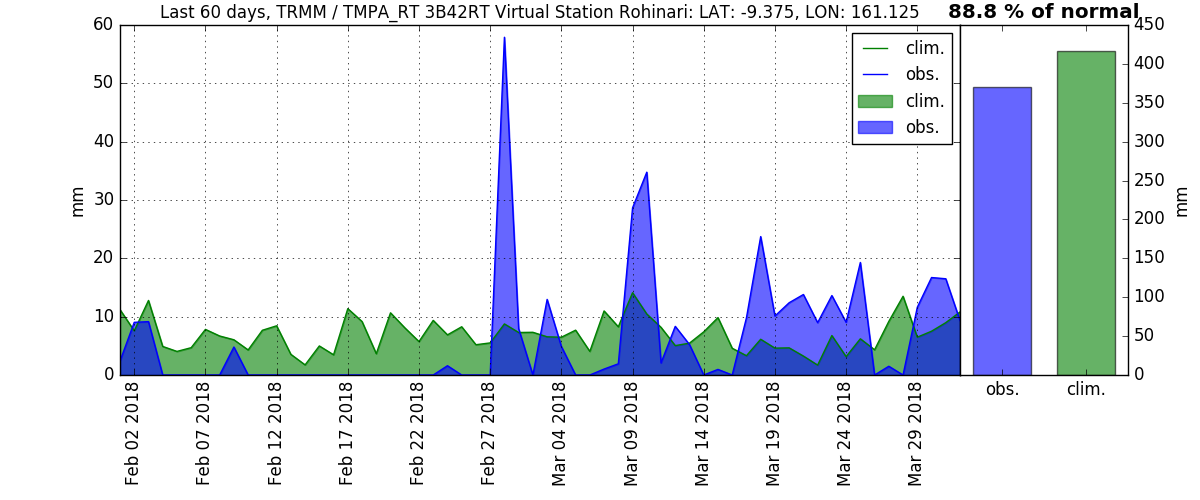 Last 60 days, TRMM / TMPA_RT 3B42RT Virtual Station Rohinari: LAT: -9.375, LON: 161.125
88.8 % of normal
60
50
40
30
20
10
0
mm
clim.
obs.
clim.
obs.
450
400
350
300
250
200
150
100
50
0
mm
obs.
clim.
Feb 02 2018
Feb 07 2018
Feb 12 2018
Feb 17 2018
Feb 22 2018
Feb 27 2018
Mar 04 2018
Mar 09 2018
Mar 14 2018
Mar 19 2018
Mar 24 2018
Mar 29 2018